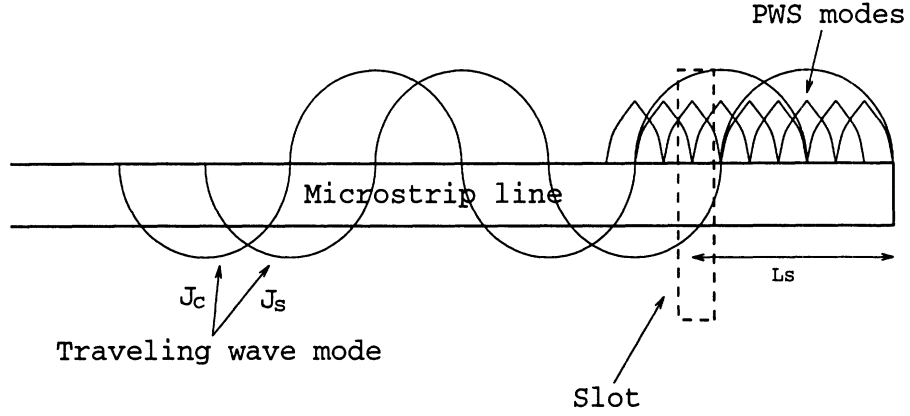 PWS modes
Microstrip line
Ls
Jc Js
Traveling wave mode
Slot